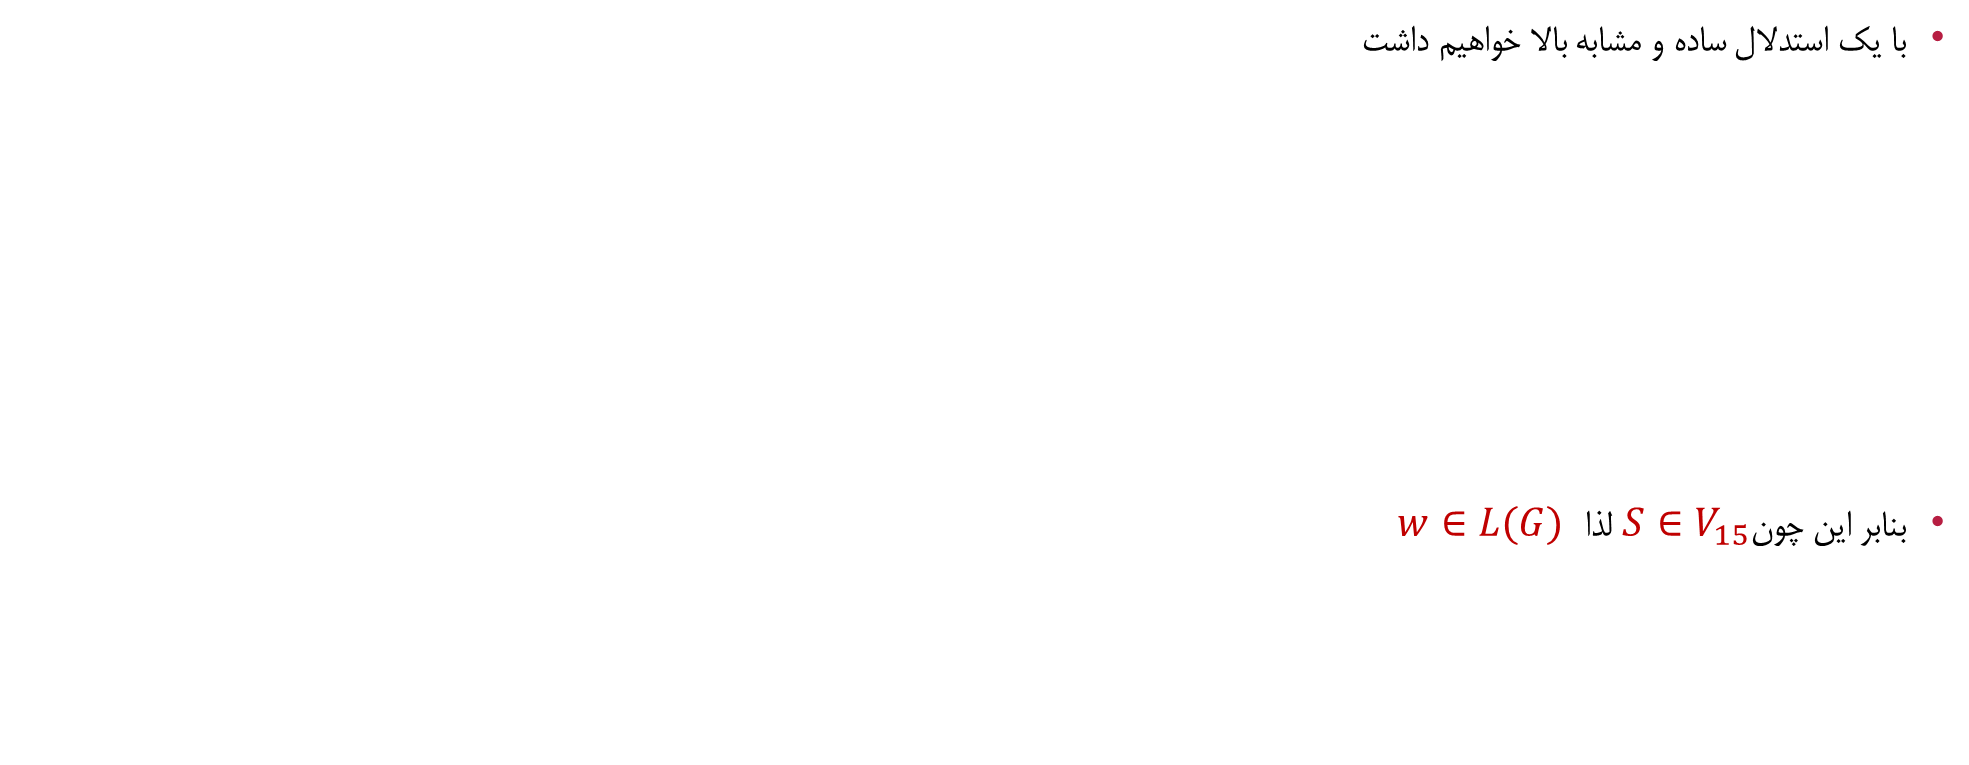 • با یک استدلال ساده و مشابه بالا خواهیم داشت
• بنابر این چون S ∈ V₁₅ لذا w ∈ L(G)